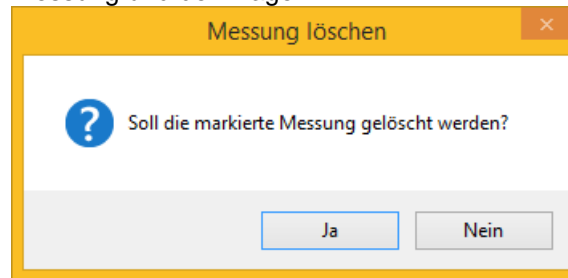 Messung löschen
Soll die markierte Messung gelöscht werden?
Ja
Nein